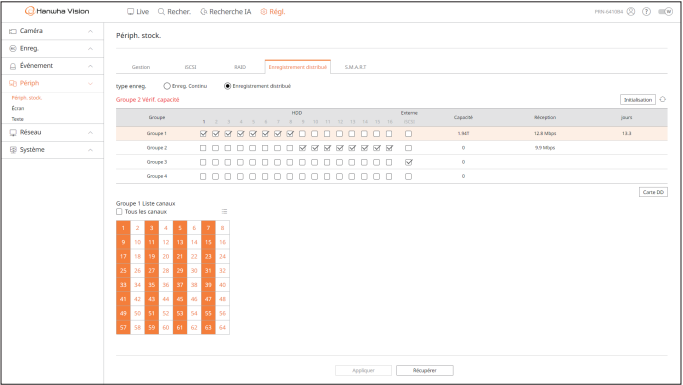 Hanwha Vision
Live Recher. Recherche IA Régl.
PRN-6410B4
Caméra
Enreg.
Événement
Périph
Périph. stock.
Écran
Texte
Réseau
Système
Périph. stock.
Gestion iSCSI RAID Enregistrement distribué S.M.A.R.T
type enreg. Enreg. Continu Enregistrement distribué
Groupe 2 Vérif. capacité Initialisation
Groupe HDD Externe Capacité Réception Jours
1 2 3 4 5 6 7 8 9 10 11 12 13 14 15 16 iSCSI
Groupe 1 1.94T 12.8 Mbps 13.3
Groupe 2 0 9.9 Mbps
Groupe 3 0
Groupe 4 0
Carte DD
Groupe 1 Liste canaux
Tous les canaux
1 2 3 4 5 6 7 8
9 10 11 12 13 14 15 16
17 18 19 20 21 22 23 24
25 26 27 28 29 30 31 32
33 34 35 36 37 38 39 40
41 42 43 44 45 46 47 48
49 50 51 52 53 54 55 56
57 58 59 60 61 62 63 64
Appliquer Récupérer